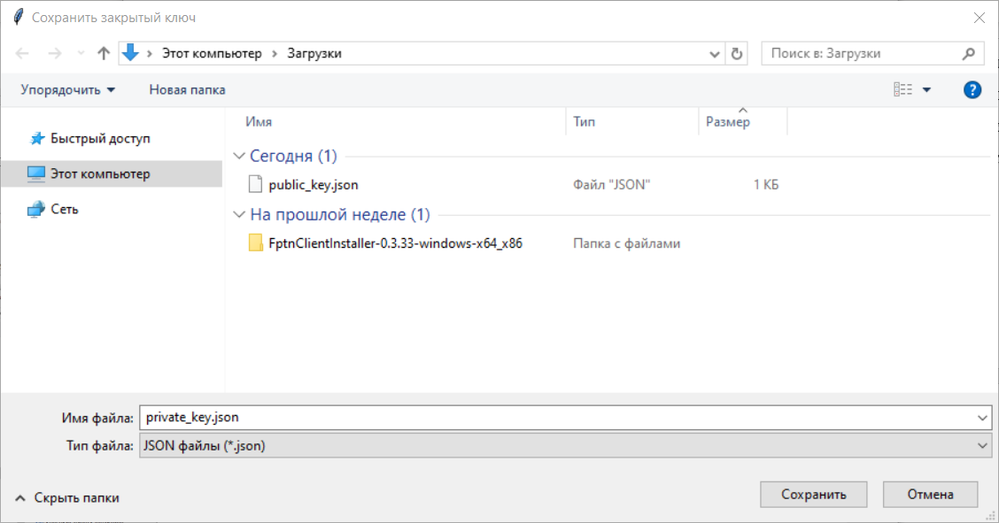 Сохранить закрытый ключ
Этот компьютер › Загрузки
Поиск в: Загрузки
Упорядочить
Новая папка
?
Имя Тип Размер
Быстрый доступ
Этот компьютер
Сеть
Сегодня (1)
public_key.json Файл "JSON" 1 КБ
На прошлой неделе (1)
FptnClientInstaller-0.3.33-windows-x64_x86 Папка с файлами
Имя файла: private_key.json
Тип файла: JSON файлы (*.json)
Скрыть папки
Сохранить Отмена